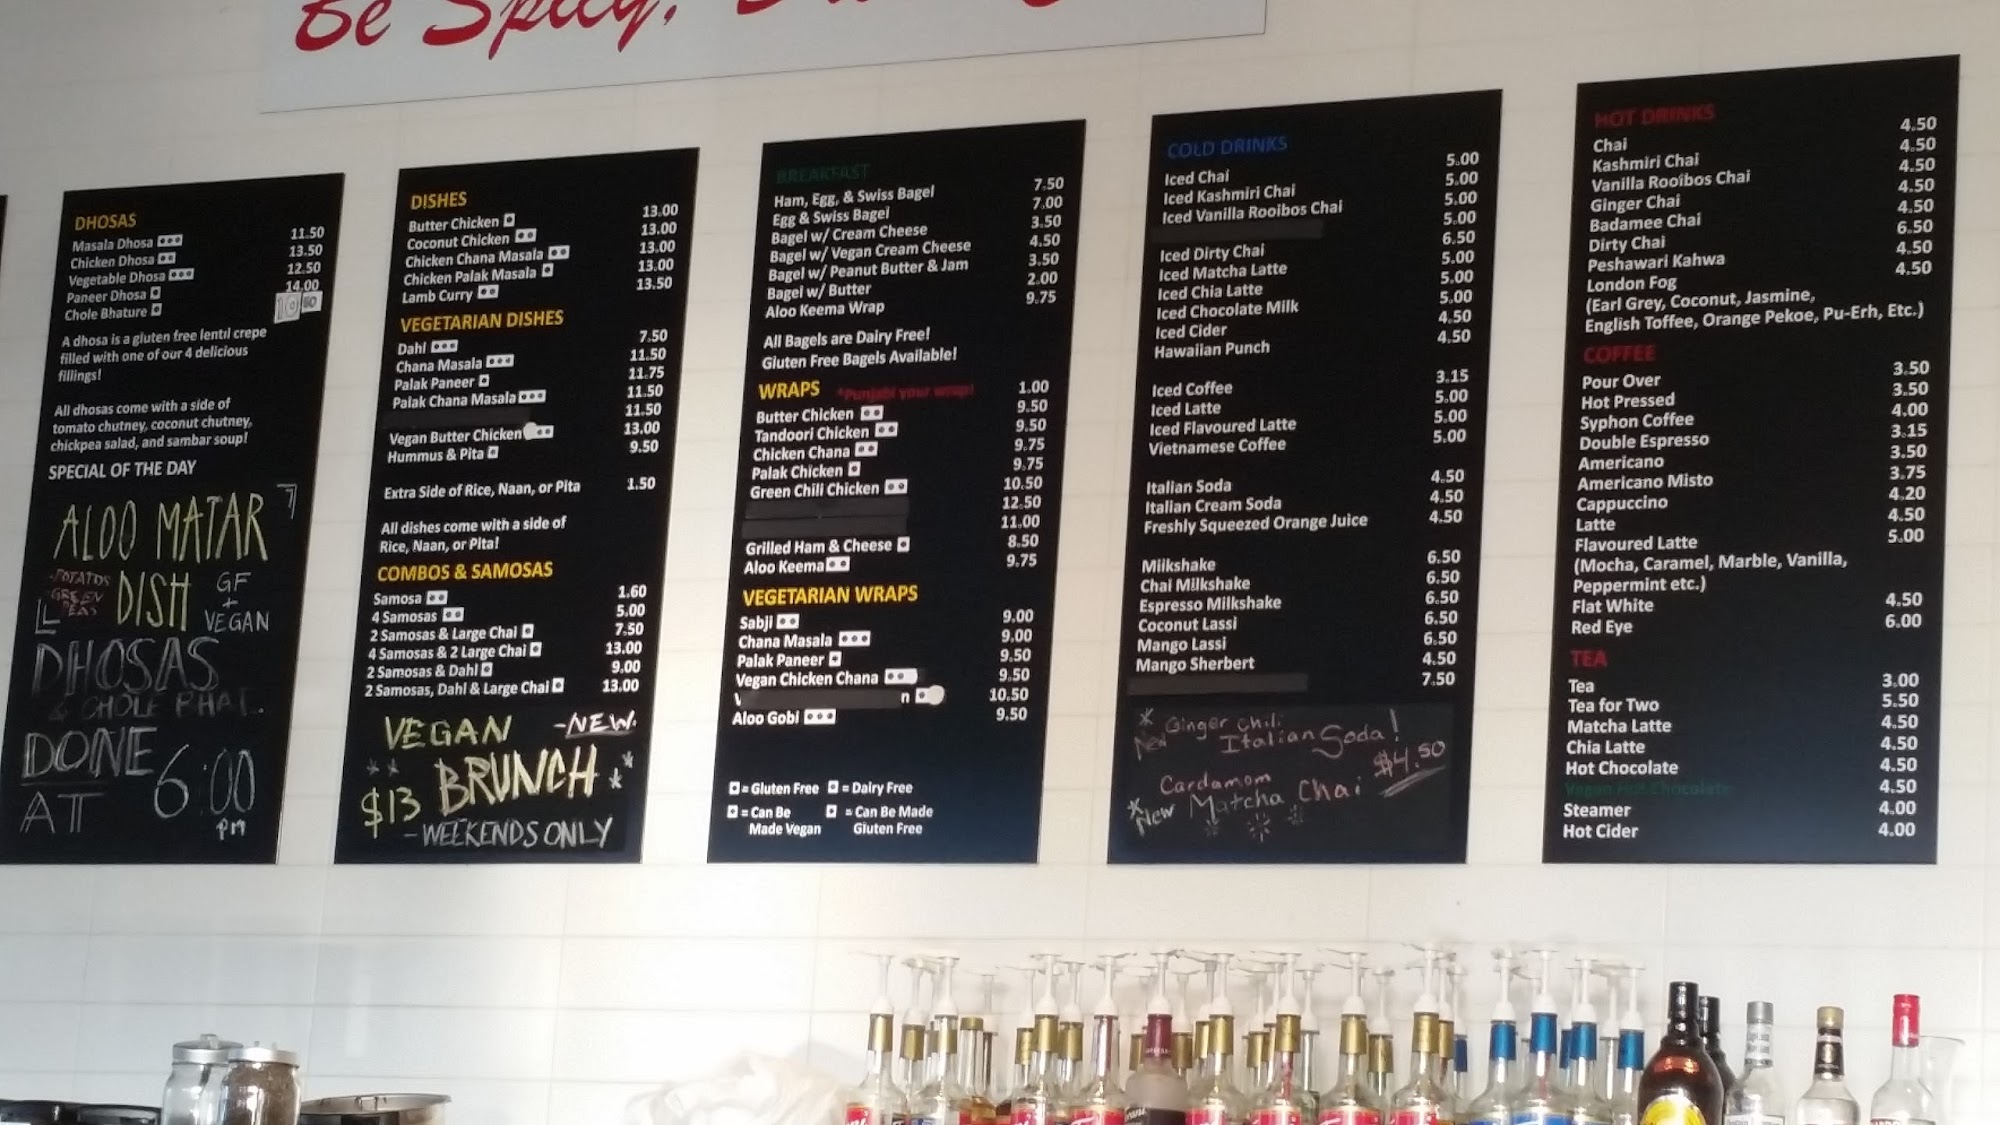 Be Spicy,
DHOSAS
Masala Dhosa 11.50
Chicken Dhosa 13.50
Vegetable Dhosa 12.50
Paneer Dhosa 14.00
Chole Bhature 10
A dhosa is a gluten free lentil crepe
filled with one of our 4 delicious
fillings!
All dhosas come with a side of
tomato chutney, coconut chutney,
chickpea salad, and sambar soup!
SPECIAL OF THE DAY
ALOO MATAR
DISH
POTATOS
GREEN
PEAS
GF
+
VEGAN
DHOSAS
& CHOLE
DONE
AT 6:00
PM
DISHES
Butter Chicken 13.00
Coconut Chicken 13.00
Chicken Chana Masala 13.00
Chicken Palak Masala 13.00
Lamb Curry 13.50
VEGETARIAN DISHES
Dahl 7.50
Chana Masala 11.50
Palak Paneer 11.75
Palak Chana Masala 11.50
11.50
Vegan Butter Chicken 13.00
Hummus & Pita 9.50
Extra Side of Rice, Naan, or Pita 1.50
All dishes come with a side of
Rice, Naan, or Pita!
COMBOS & SAMOSAS
Samosa 1.60
4 Samosas 5.00
2 Samosas & Large Chai 7.50
4 Samosas & 2 Large Chai 13.00
2 Samosas & Dahl 9.00
2 Samosas, Dahl & Large Chai 13.00
VEGAN -NEW.
BRUNCH
$13
-WEEKENDS ONLY
BREAKFAST
Ham, Egg, & Swiss Bagel 7.50
Egg & Swiss Bagel 7.00
Bagel w/ Cream Cheese 3.50
Bagel w/ Vegan Cream Cheese 4.50
Bagel w/ Peanut Butter & Jam 3.50
Bagel w/ Butter 2.00
Aloo Keema Wrap 9.75
All Bagels are Dairy Free!
Gluten Free Bagels Available!
WRAPS *Punjabi your wrap! 1.00
Butter Chicken 9.50
Tandoori Chicken 9.50
Chicken Chana 9.75
Palak Chicken 9.75
Green Chili Chicken 10.50
12.50
11.00
Grilled Ham & Cheese 8.50
Aloo Keema 9.75
VEGETARIAN WRAPS
Sabji 9.00
Chana Masala 9.00
Palak Paneer 9.50
Vegan Chicken Chana 9.50
V n 10.50
Aloo Gobi 9.50
= Gluten Free = Dairy Free
= Can Be Made Vegan
= Can Be Made Gluten Free
COLD DRINKS
Iced Chai 5.00
Iced Kashmiri Chai 5.00
Iced Vanilla Rooibos Chai 5.00
5.00
Iced Dirty Chai 6.50
Iced Matcha Latte 5.00
Iced Chia Latte 5.00
Iced Chocolate Milk 5.00
Iced Cider 4.50
Hawaiian Punch 4.50
Iced Coffee 3.15
Iced Latte 5.00
Iced Flavoured Latte 5.00
Vietnamese Coffee 5.00
Italian Soda 4.50
Italian Cream Soda 4.50
Freshly Squeezed Orange Juice 4.50
Milkshake 6.50
Chai Milkshake 6.50
Espresso Milkshake 6.50
Coconut Lassi 6.50
Mango Lassi 6.50
Mango Sherbert 4.50
7.50
* New Ginger chili
Italian Soda!
$4.50
Cardamom
* New Matcha Chai
HOT DRINKS
Chai 4.50
Kashmiri Chai 4.50
Vanilla Rooibos Chai 4.50
Ginger Chai 4.50
Badamee Chai 4.50
Dirty Chai 6.50
Peshawari Kahwa 4.50
London Fog 4.50
(Earl Grey, Coconut, Jasmine,
English Toffee, Orange Pekoe, Pu-Erh, Etc.)
COFFEE
Pour Over 3.50
Hot Pressed 3.50
Syphon Coffee 4.00
Double Espresso 3.15
Americano 3.50
Americano Misto 3.75
Cappuccino 4.20
Latte 4.50
Flavoured Latte 5.00
(Mocha, Caramel, Marble, Vanilla,
Peppermint etc.)
Flat White 4.50
Red Eye 6.00
TEA
Tea 3.00
Tea for Two 5.50
Matcha Latte 4.50
Chia Latte 4.50
Hot Chocolate 4.50
Vegan Hot Chocolate 4.50
Steamer 4.00
Hot Cider 4.00